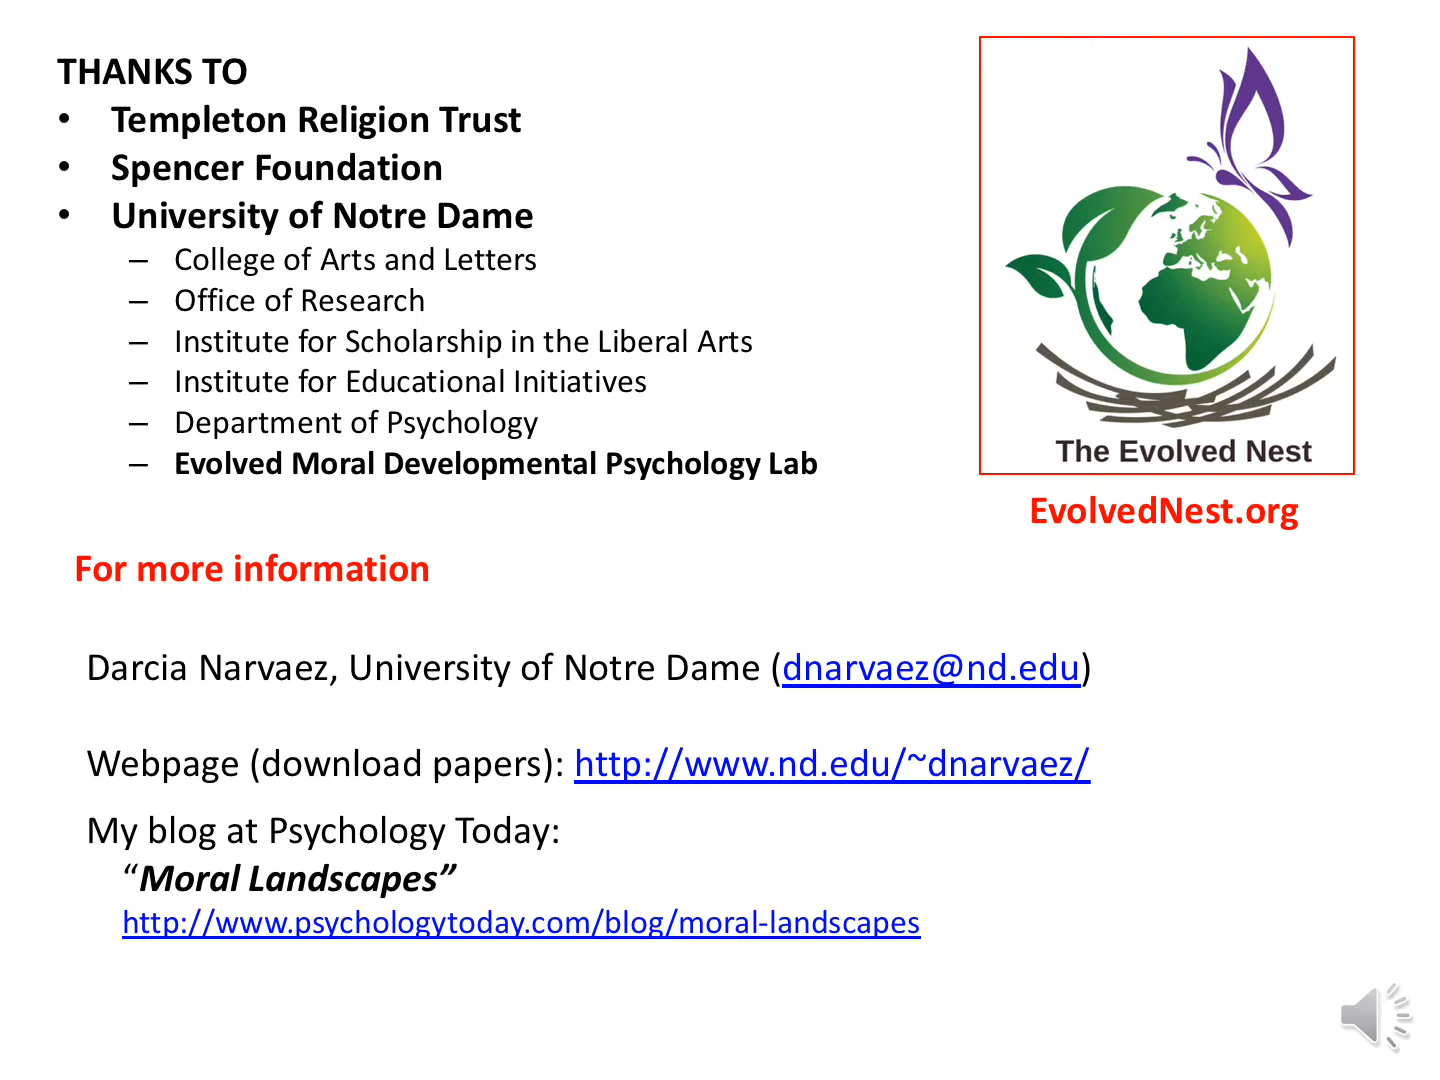 THANKS TO
• Templeton Religion Trust
• Spencer Foundation
• University of Notre Dame
– College of Arts and Letters
– Office of Research
– Institute for Scholarship in the Liberal Arts
– Institute for Educational Initiatives
– Department of Psychology
– Evolved Moral Developmental Psychology Lab
The Evolved Nest
EvolvedNest.org
For more information
Darcia Narvaez, University of Notre Dame (dnarvaez@nd.edu)
Webpage (download papers): http://www.nd.edu/~dnarvaez/
My blog at Psychology Today:
“Moral Landscapes”
http://www.psychologytoday.com/blog/moral-landscapes